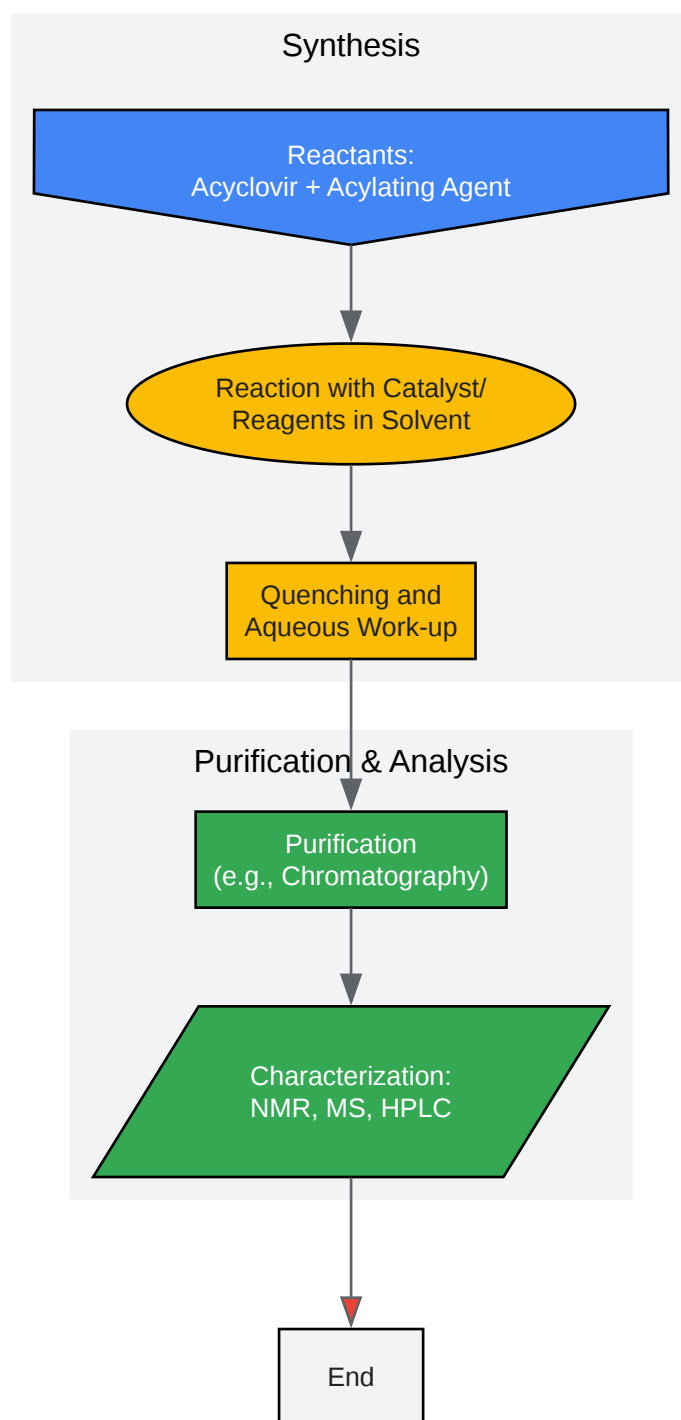 Synthesis
Reactants:
Acyclovir + Acylating Agent
Reaction with Catalyst/
Reagents in Solvent
Quenching and
Aqueous Work-up
Purification & Analysis
Purification
(e.g., Chromatography)
Characterization:
NMR, MS, HPLC
End